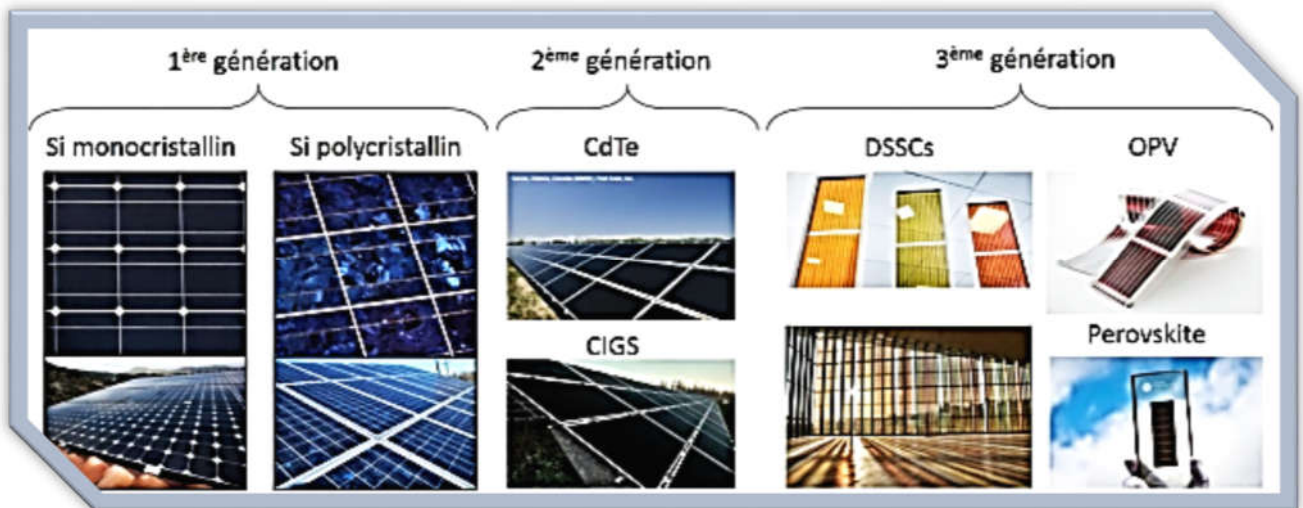 1ère génération
2ème génération
3ème génération
Si monocristallin
Si polycristallin
CdTe
DSSCs
OPV
CIGS
Perovskite